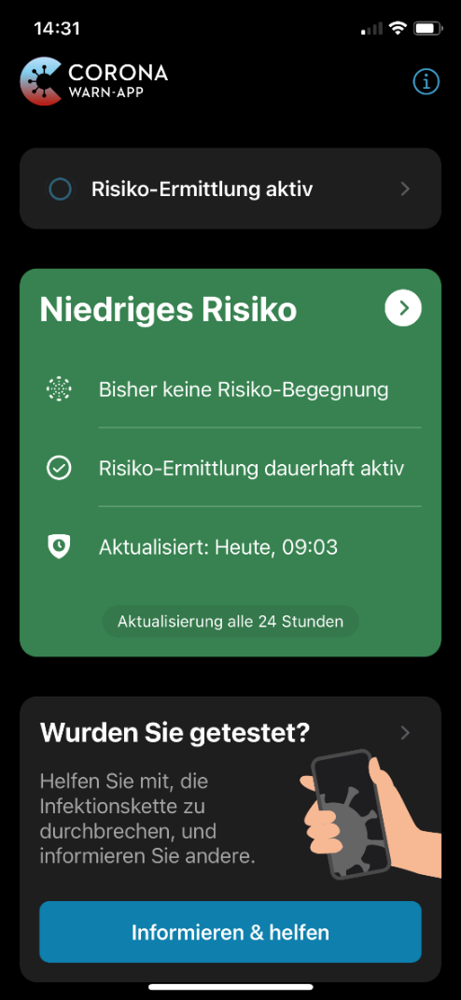 14:31
CORONA
WARN-APP
Risiko-Ermittlung aktiv
Niedriges Risiko
Bisher keine Risiko-Begegnung
Risiko-Ermittlung dauerhaft aktiv
Aktualisiert: Heute, 09:03
Aktualisierung alle 24 Stunden
Wurden Sie getestet?
Helfen Sie mit, die
Infektionskette zu
durchbrechen, und
informieren Sie andere.
Informieren & helfen